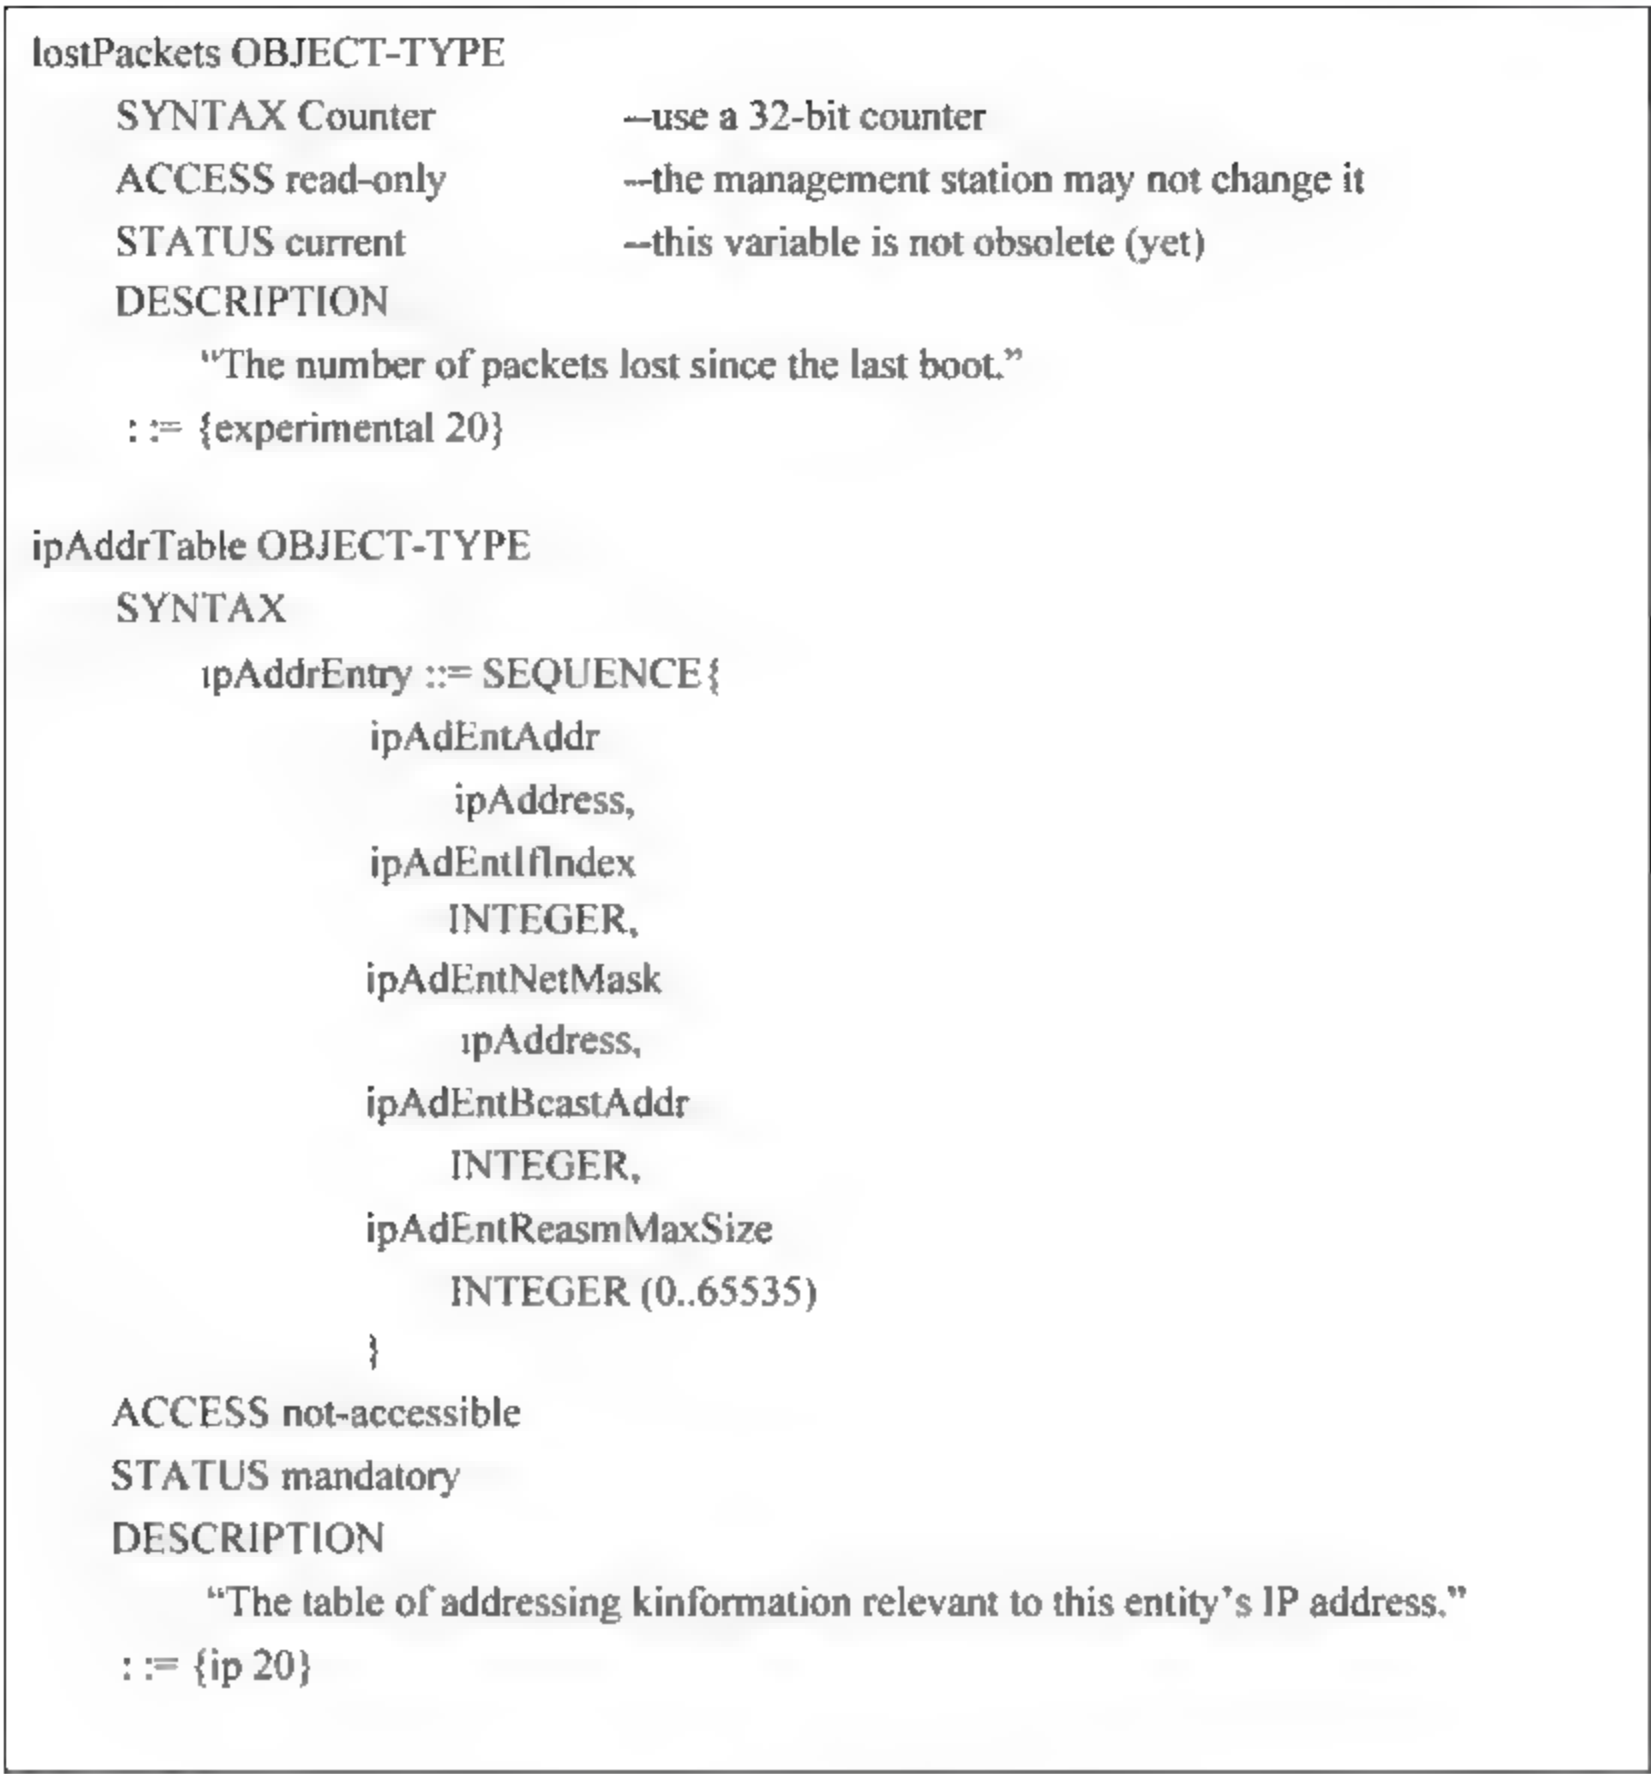 lostPackets OBJECT-TYPE
SYNTAX Counter --use a 32-bit counter
ACCESS read-only --the management station may not change it
STATUS current --this variable is not obsolete (yet)
DESCRIPTION
“The number of packets lost since the last boot.”
: := {experimental 20}
ipAddrTable OBJECT-TYPE
SYNTAX
ipAddrEntry ::= SEQUENCE{
ipAdEntAddr
ipAddress,
ipAdEntIfIndex
INTEGER,
ipAdEntNetMask
ipAddress,
ipAdEntBcastAddr
INTEGER,
ipAdEntReasmMaxSize
INTEGER (0..65535)
}
ACCESS not-accessible
STATUS mandatory
DESCRIPTION
“The table of addressing kinformation relevant to this entity’s IP address.”
: := {ip 20}